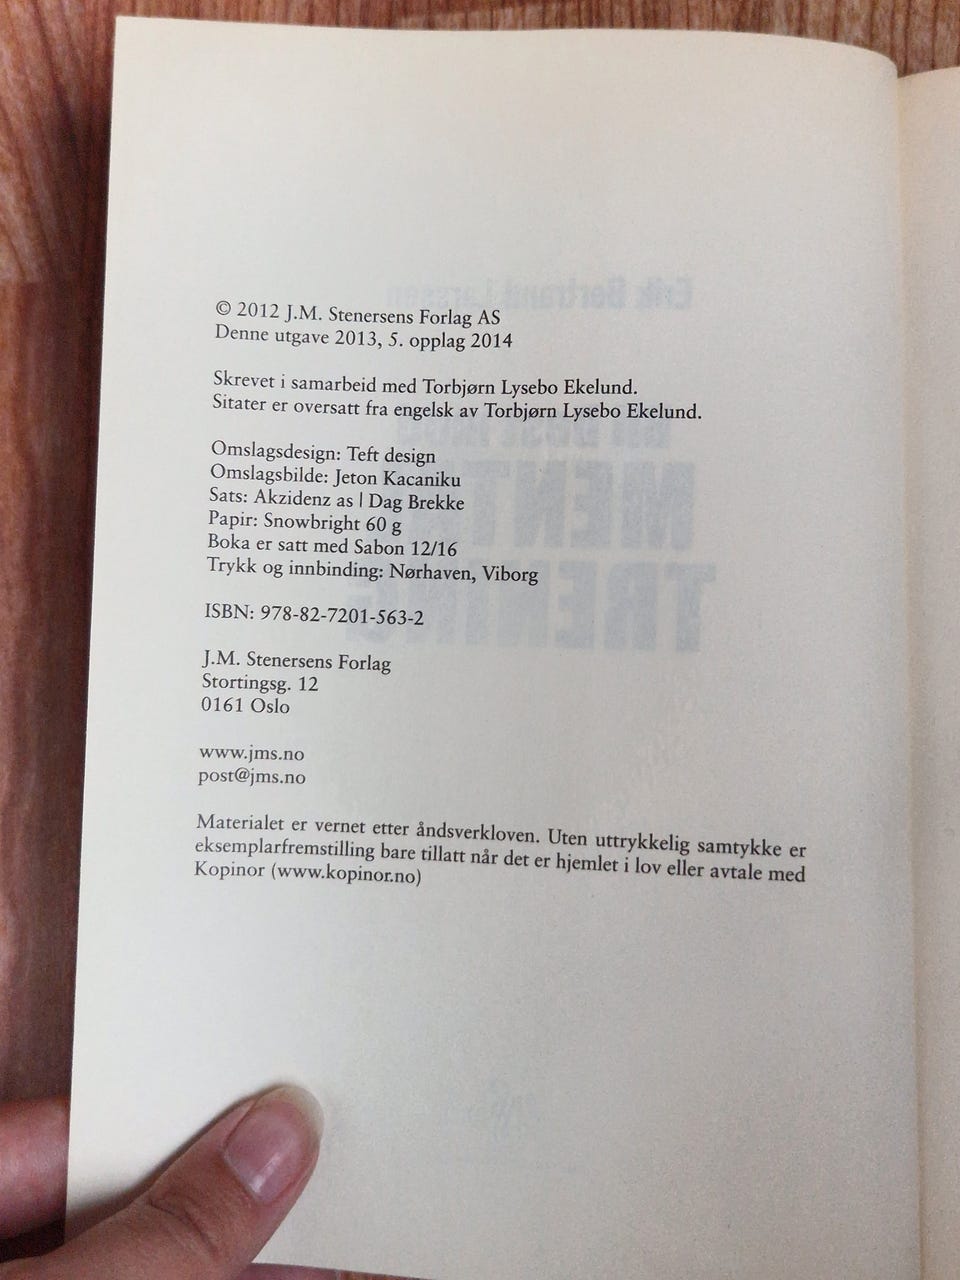 © 2012 J.M. Stenersens Forlag AS
Denne utgave 2013, 5. opplag 2014
Skrevet i samarbeid med Torbjørn Lysebo Ekelund.
Sitater er oversatt fra engelsk av Torbjørn Lysebo Ekelund.
Omslagsdesign: Teft design
Omslagsbilde: Jeton Kacaniku
Sats: Akzidenz as | Dag Brekke
Papir: Snowbright 60 g
Boka er satt med Sabon 12/16
Trykk og innbinding: Nørhaven, Viborg
ISBN: 978-82-7201-563-2
J.M. Stenersens Forlag
Stortingsg. 12
0161 Oslo
www.jms.no
post@jms.no
Materialet er vernet etter åndsverkloven. Uten uttrykkelig samtykke er
eksemplarfremstilling bare tillatt når det er hjemlet i lov eller avtale med
Kopinor (www.kopinor.no)